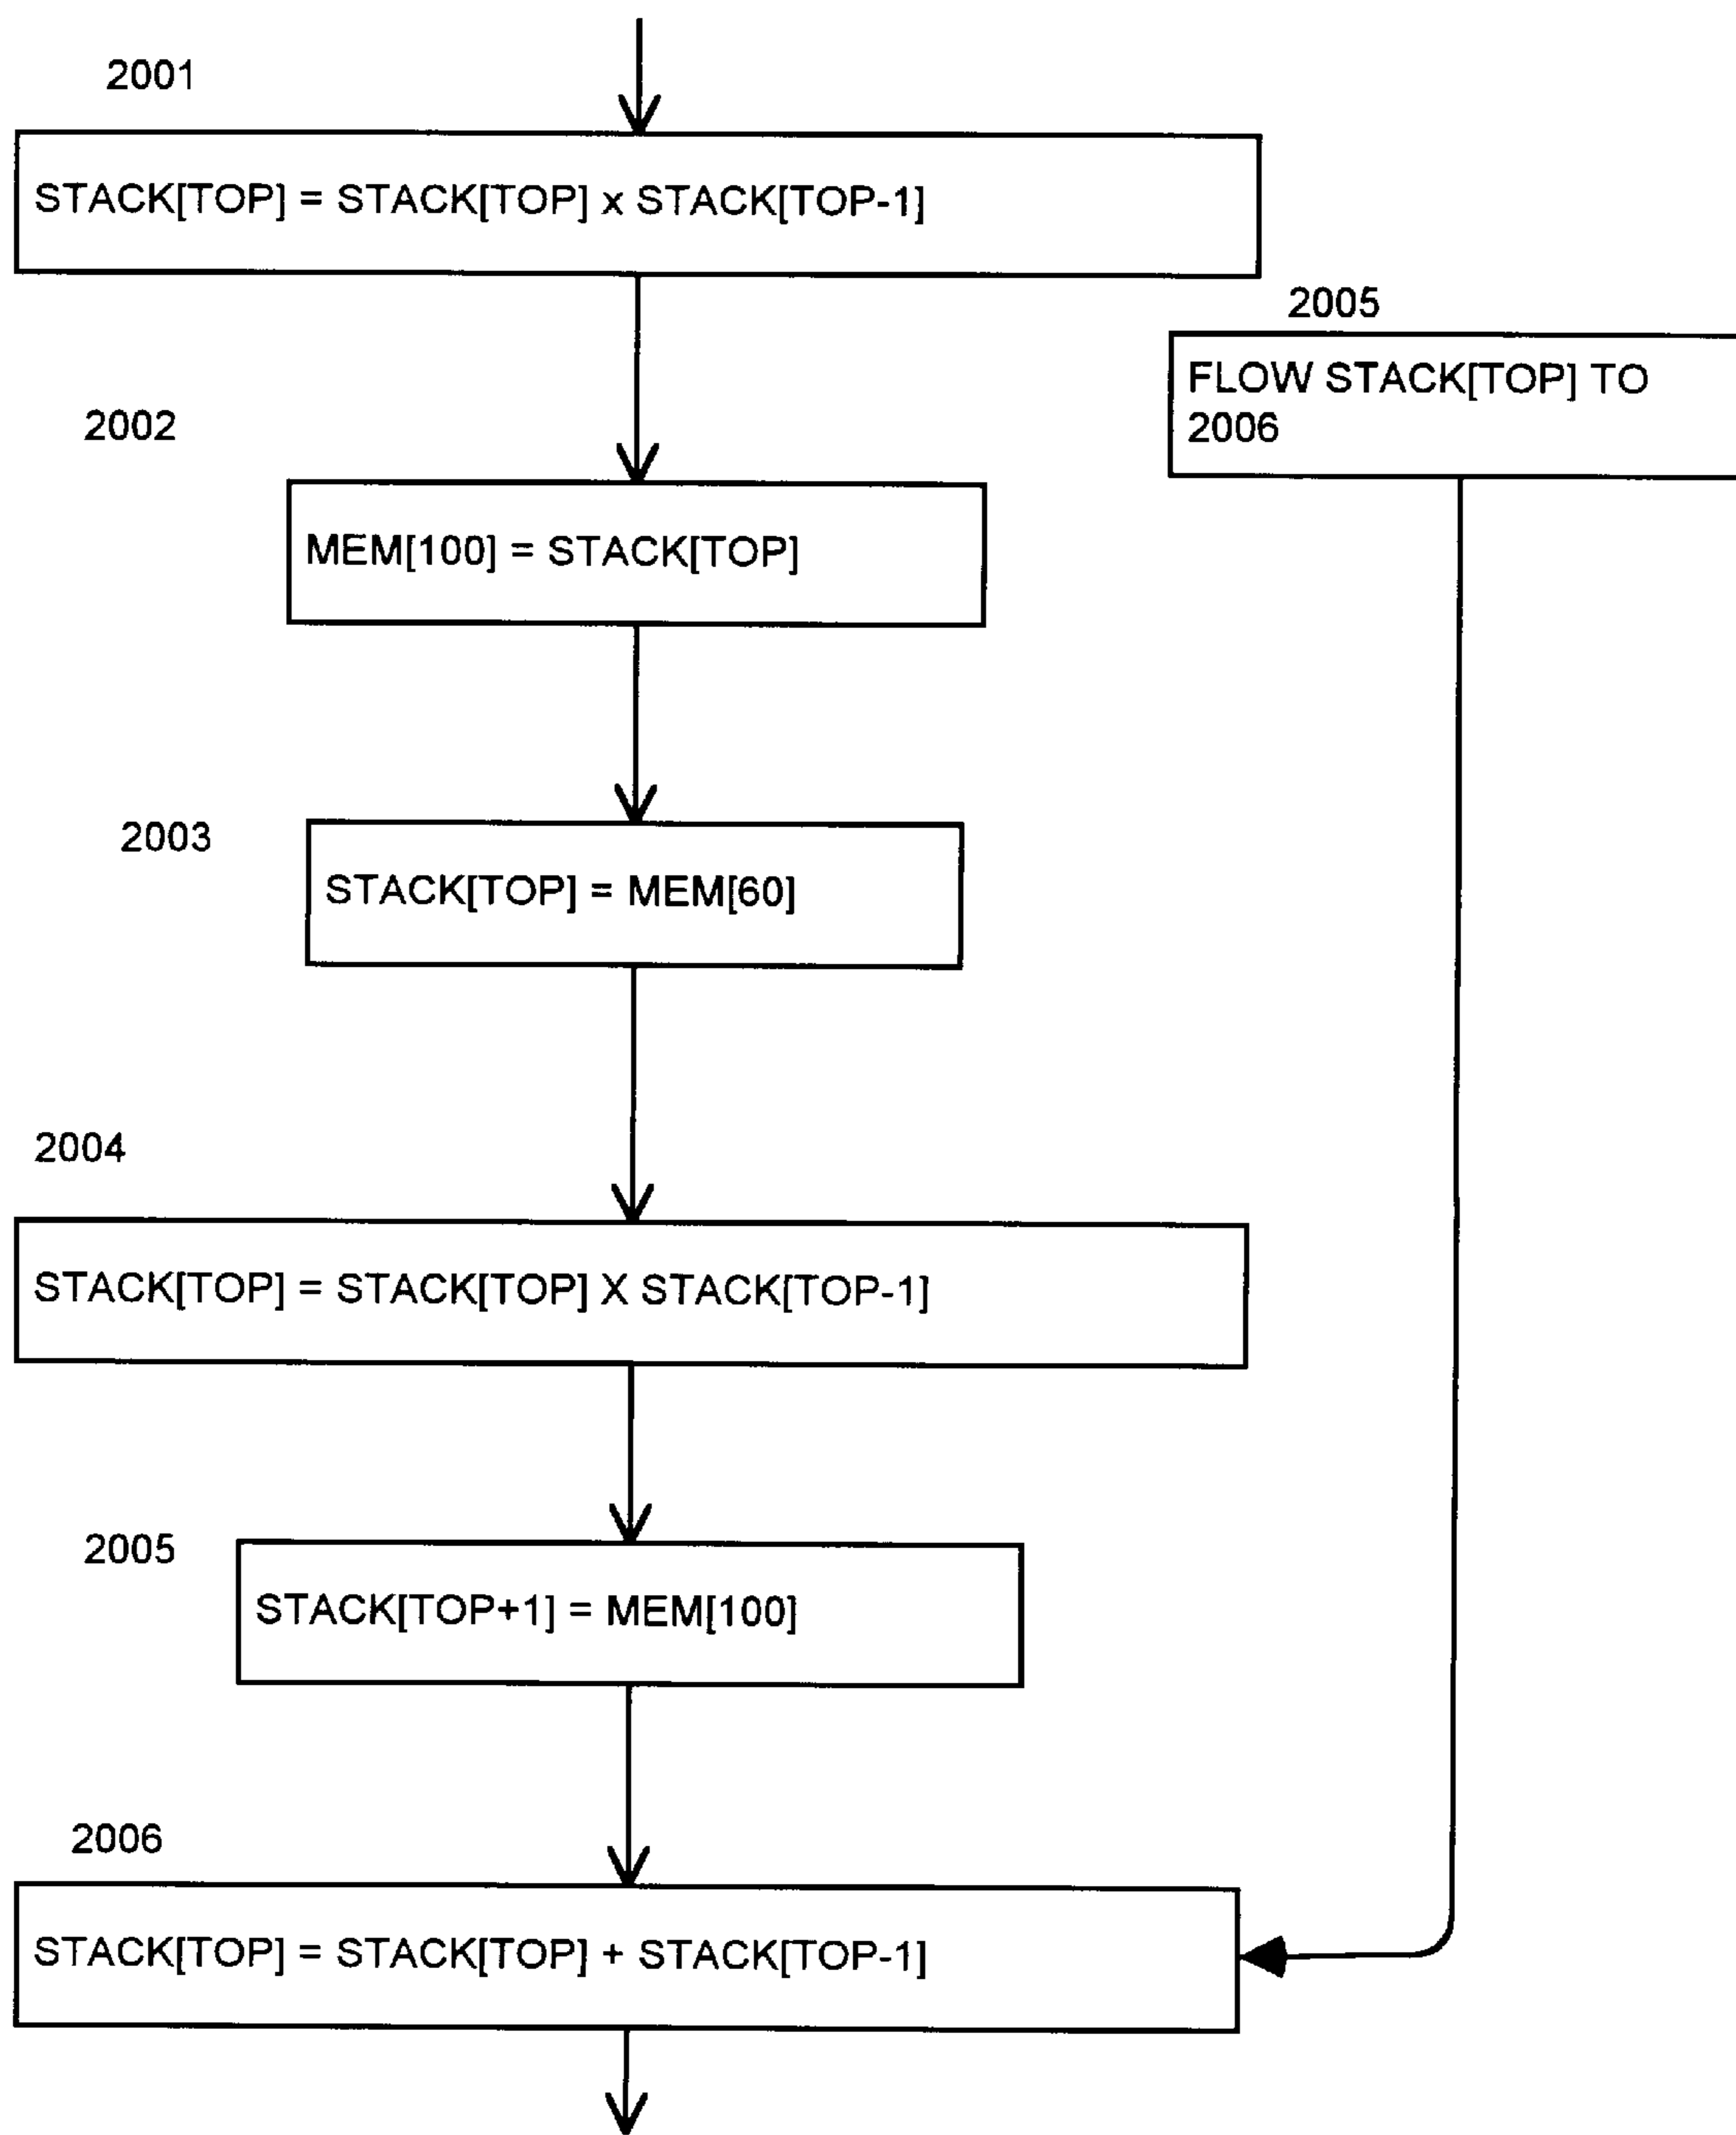 2001
STACK[TOP] = STACK[TOP] x STACK[TOP-1]
2005
FLOW STACK[TOP] TO
2006
2002
MEM[100] = STACK[TOP]
2003
STACK[TOP] = MEM[60]
2004
STACK[TOP] = STACK[TOP] X STACK[TOP-1]
2005
STACK[TOP+1] = MEM[100]
2006
STACK[TOP] = STACK[TOP] + STACK[TOP-1]